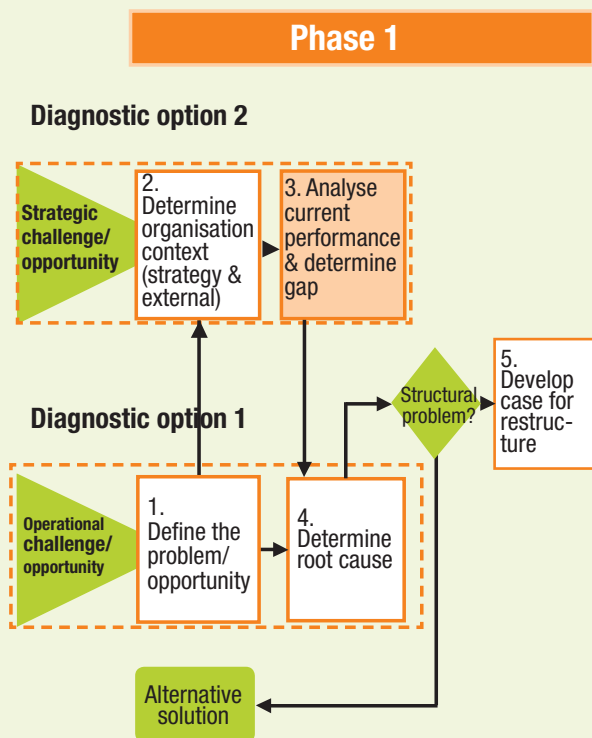 Phase 1
Diagnostic option 2
Strategic
challenge/
opportunity
2.
Determine
organisation
context
(strategy &
external)
3. Analyse
current
performance
& determine
gap
Structural
problem?
5.
Develop
case for
restruc-
ture
Diagnostic option 1
Operational
challenge/
opportunity
1.
Define the
problem/
opportunity
4.
Determine
root cause
Alternative
solution